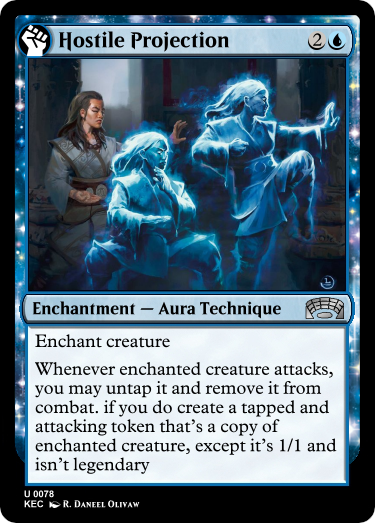 Hostile Projection 2
Enchantment — Aura Technique
Enchant creature
Whenever enchanted creature attacks,
you may untap it and remove it from
combat. if you do create a tapped and
attacking token that's a copy of
enchanted creature, except it's 1/1 and
isn't legendary
U 0078
KEC R. Daneel Olivaw